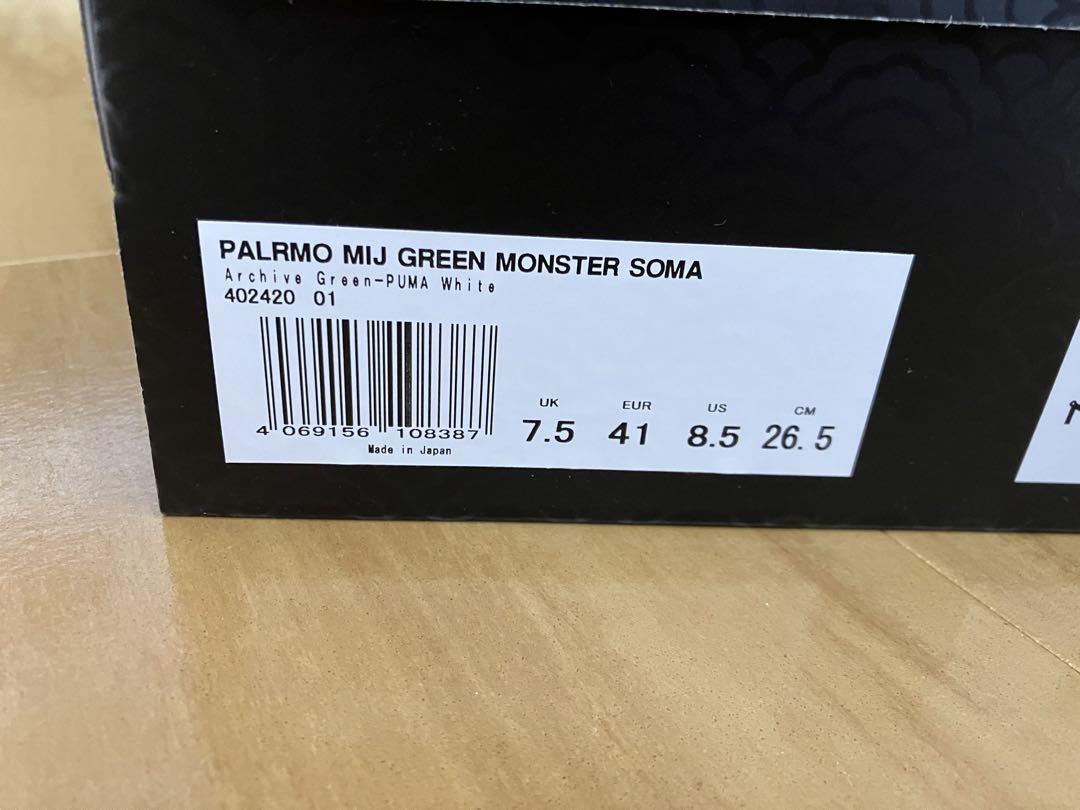 PALRMO MIJ GREEN MONSTER SOMA
Archive Green-PUMA White
402420 01
UK EUR US CM
7.5 41 8.5 26.5
4 069156 108387
Made in Japan